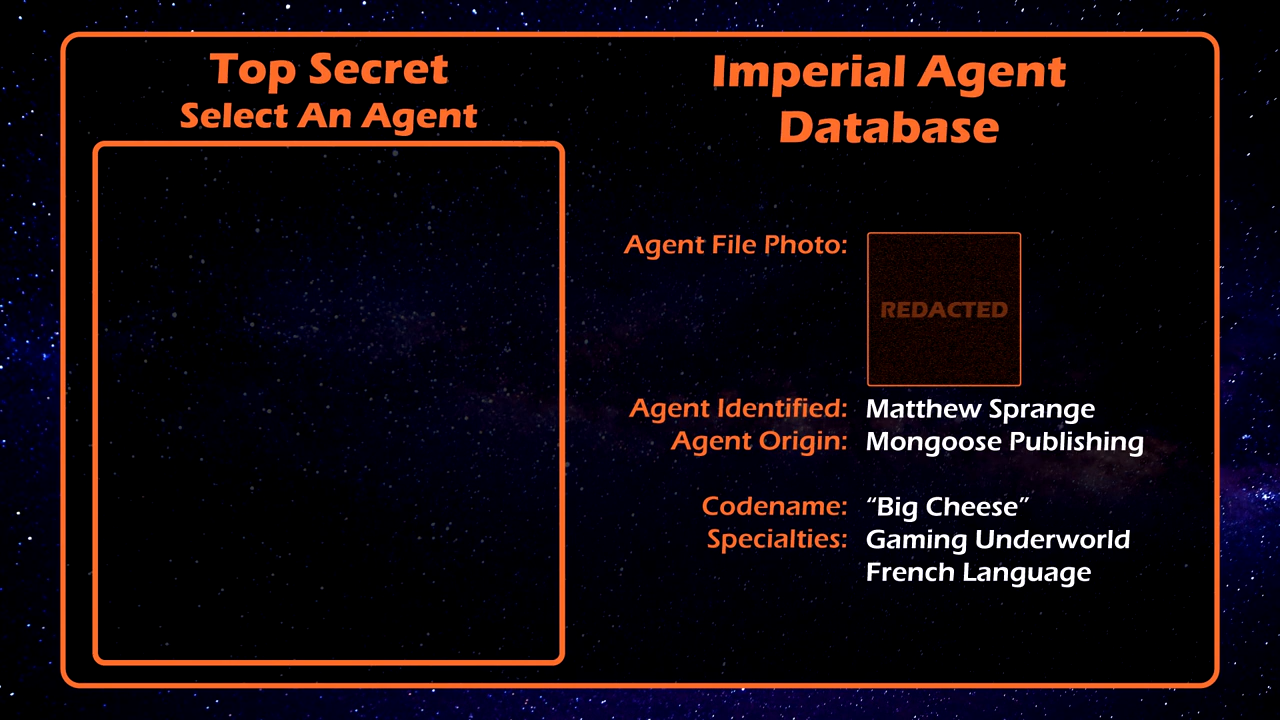 Top Secret
Select An Agent
Imperial Agent
Database
Agent File Photo:
REDACTED
Agent Identified: Matthew Sprange
Agent Origin: Mongoose Publishing
Codename: “Big Cheese”
Specialties: Gaming Underworld
French Language